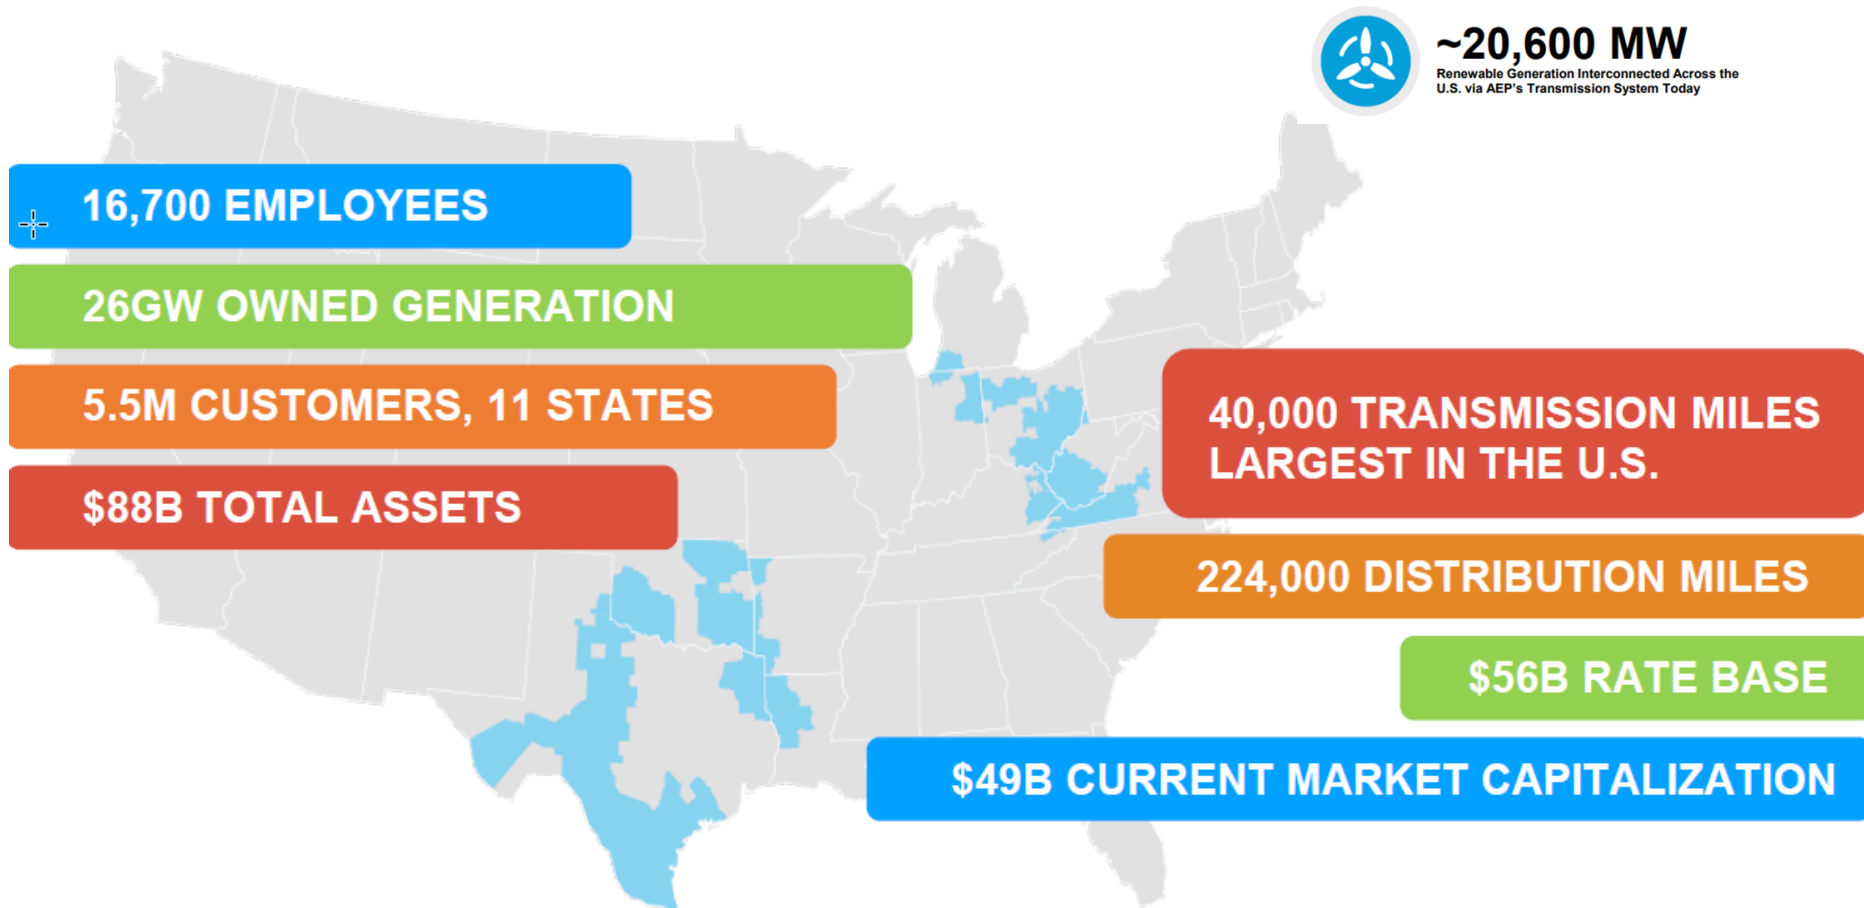 ~20,600 MW
Renewable Generation Interconnected Across the
U.S. via AEP's Transmission System Today
16,700 EMPLOYEES
26GW OWNED GENERATION
5.5M CUSTOMERS, 11 STATES
$88B TOTAL ASSETS
40,000 TRANSMISSION MILES
LARGEST IN THE U.S.
224,000 DISTRIBUTION MILES
$56B RATE BASE
$49B CURRENT MARKET CAPITALIZATION